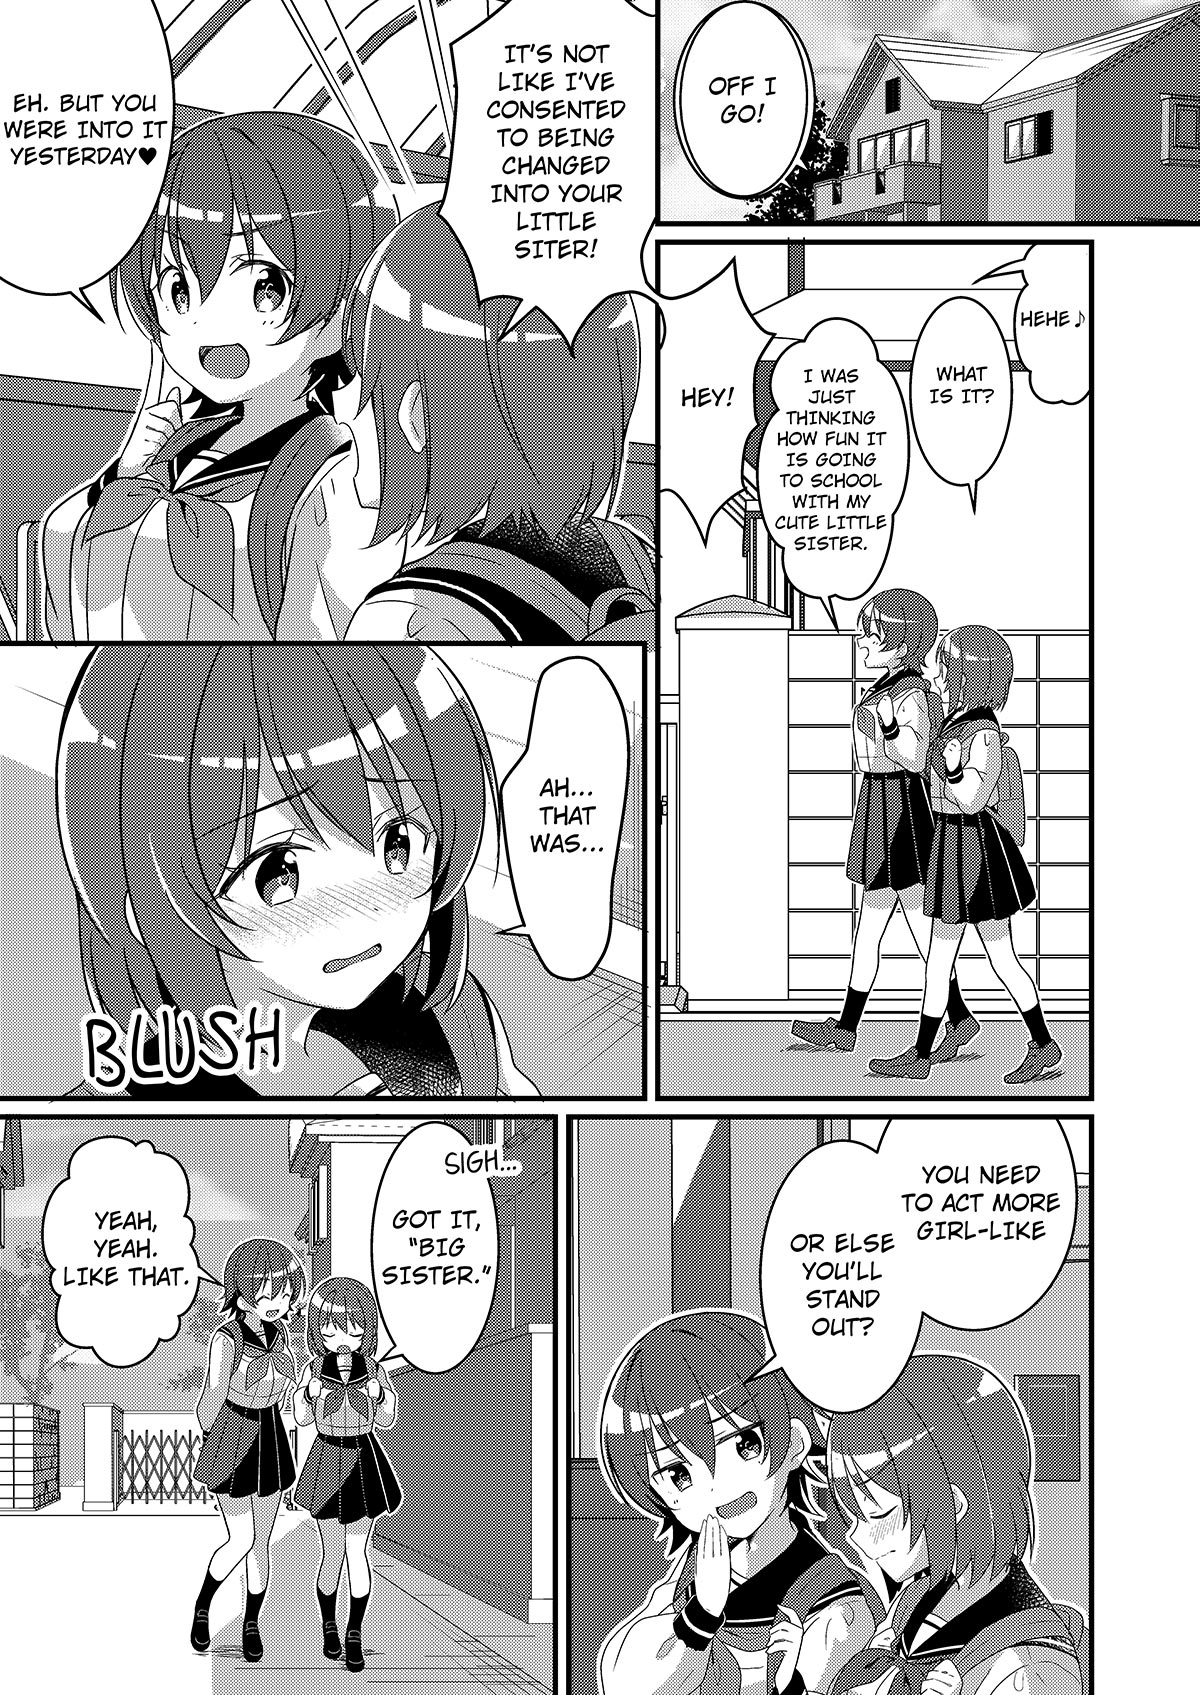 OFF I
GO!
HEHE♪
WHAT
IS IT?
I WAS
JUST
THINKING
HOW FUN IT
IS GOING
TO SCHOOL
WITH MY
CUTE LITTLE
SISTER.
HEY!
IT'S NOT
LIKE I'VE
CONSENTED
TO BEING
CHANGED
INTO YOUR
LITTLE
SITER!
EH. BUT YOU
WERE INTO IT
YESTERDAY♥
AH...
THAT
WAS...
BLUSH
YOU NEED
TO ACT MORE
GIRL-LIKE
OR ELSE
YOU'LL
STAND
OUT?
SIGH...
GOT IT,
"BIG
SISTER."
YEAH,
YEAH.
LIKE THAT.